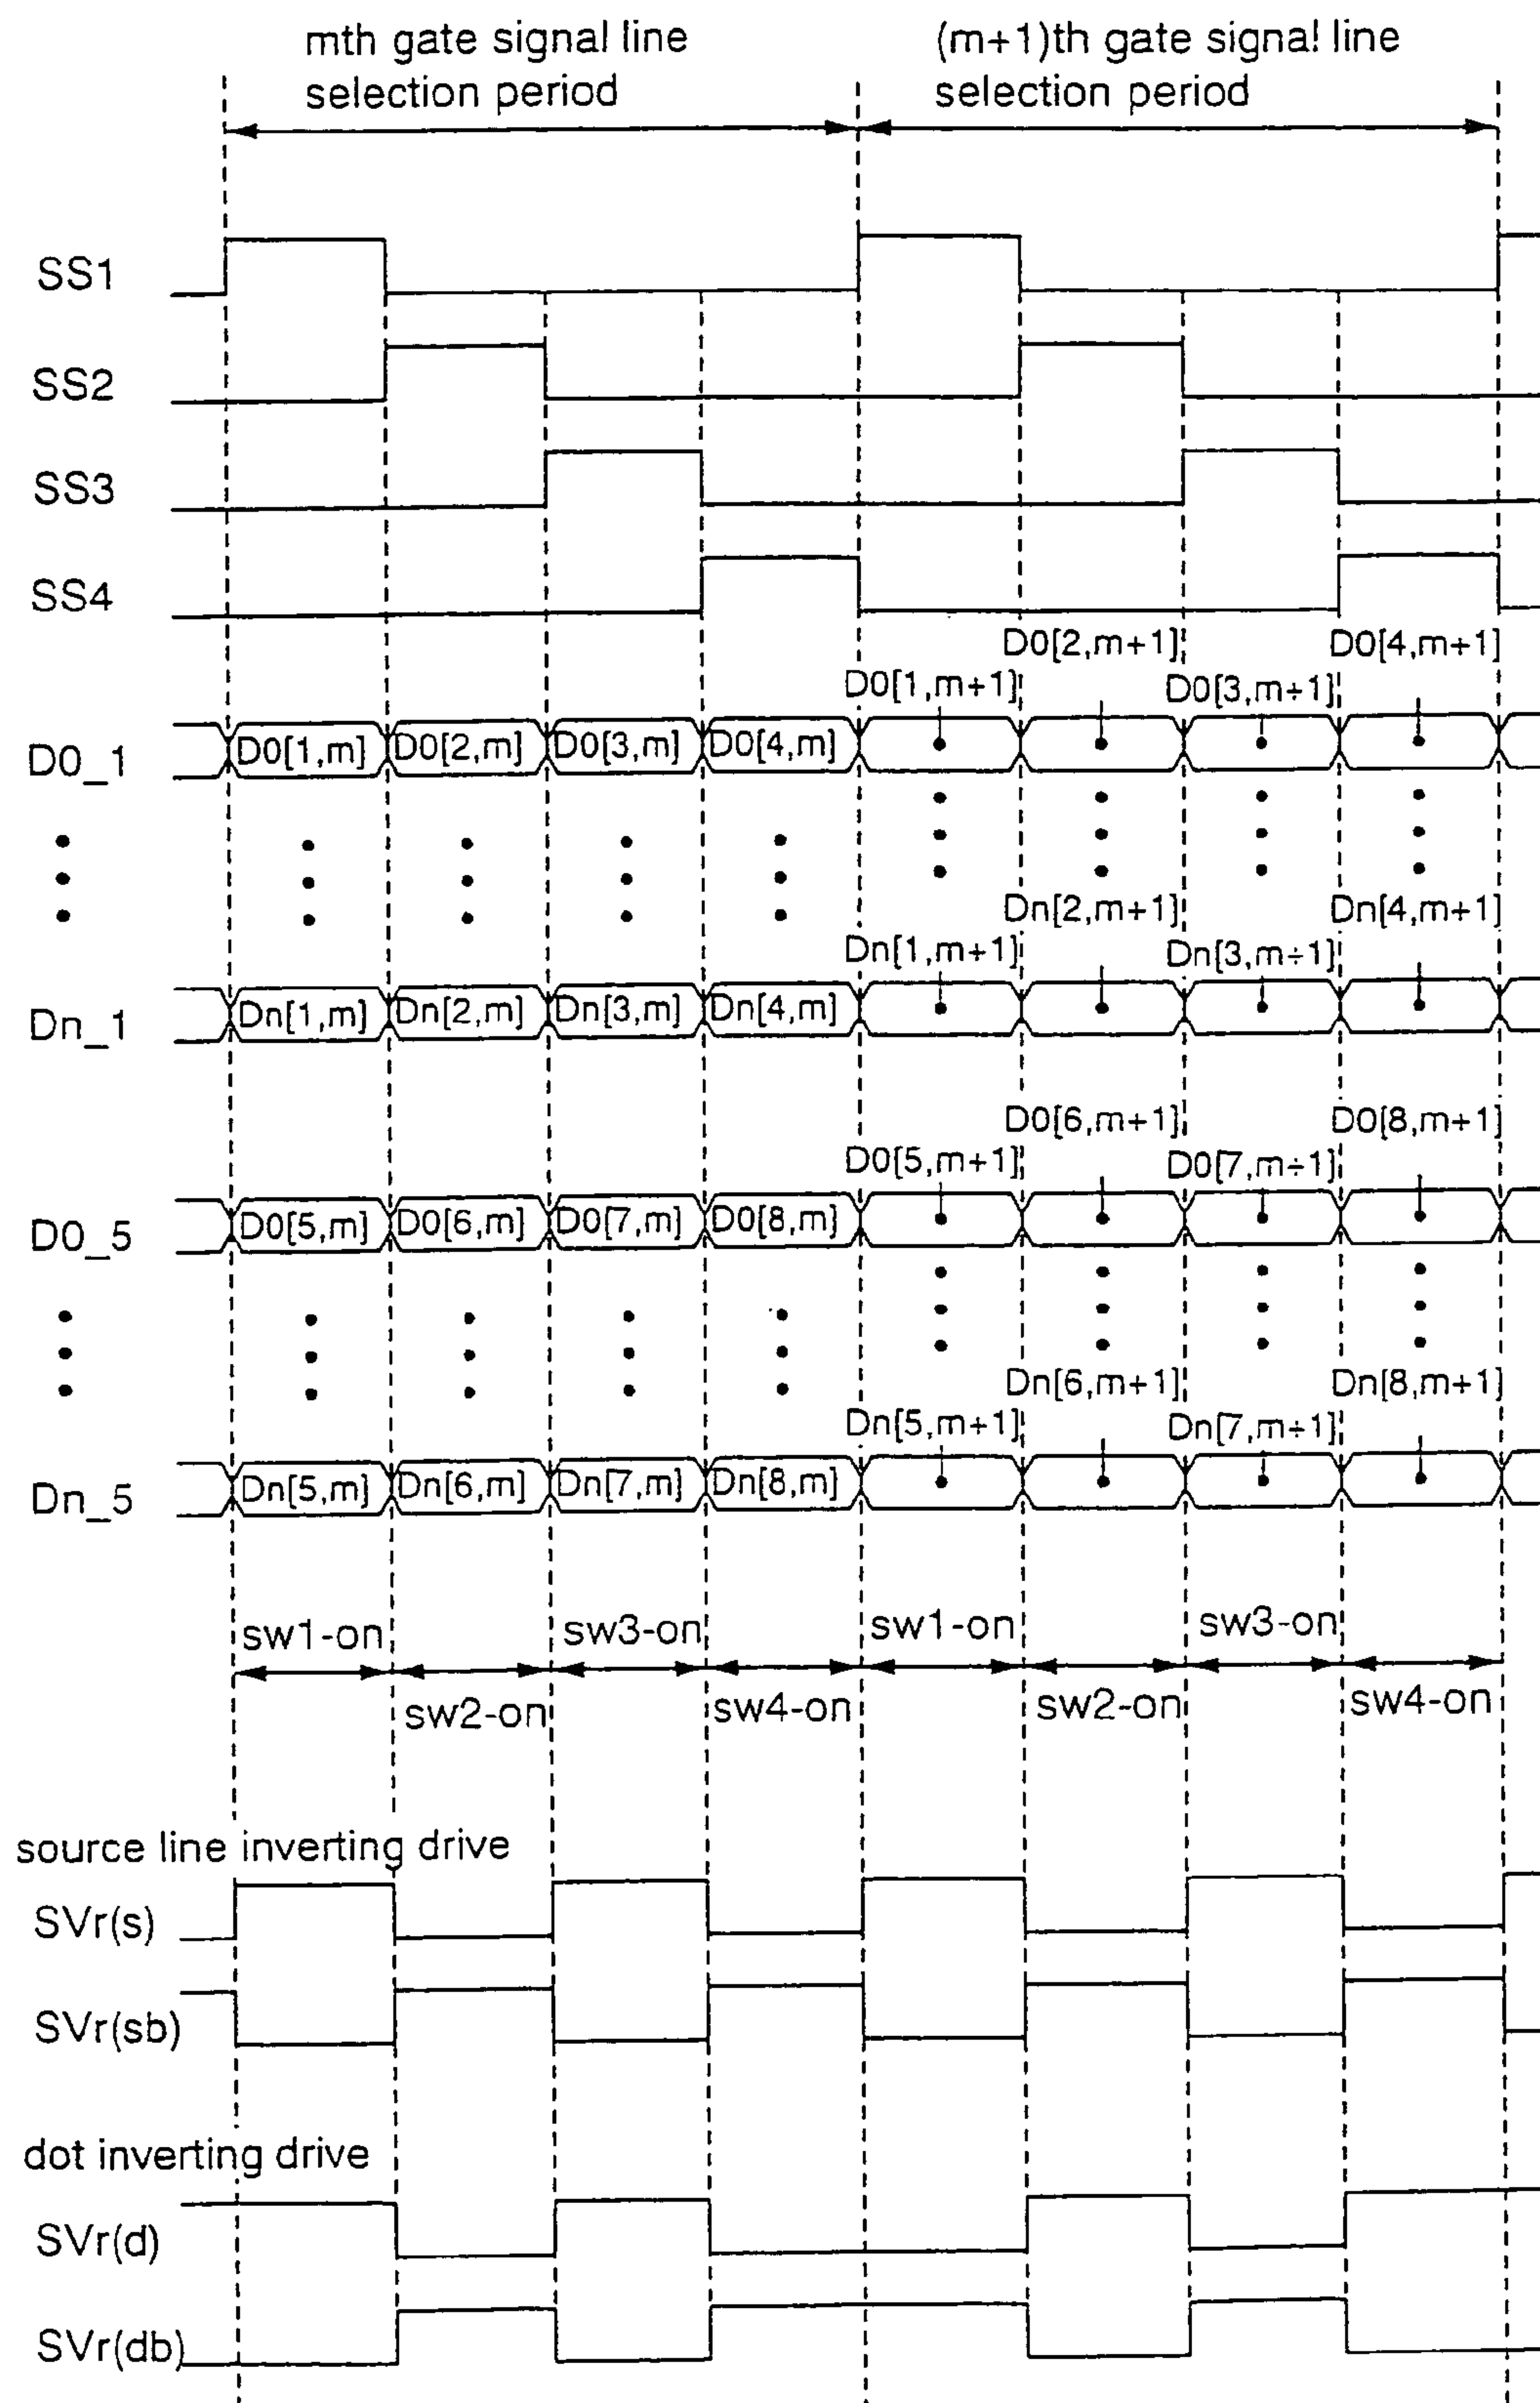 mth gate signal line
selection period
(m+1)th gate signal line
selection period
SS1
SS2
SS3
SS4
D0[2,m+1]
D0[4,m+1]
D0[1,m+1]
D0[3,m+1]
D0_1
D0[1,m] D0[2,m] D0[3,m] D0[4,m]
Dn[2,m+1]
Dn[4,m+1]
Dn[1,m+1]
Dn[3,m+1]
Dn_1
Dn[1,m] Dn[2,m] Dn[3,m] Dn[4,m]
D0[6,m+1]
D0[8,m+1]
D0[5,m+1]
D0[7,m+1]
D0_5
D0[5,m] D0[6,m] D0[7,m] D0[8,m]
Dn[6,m+1]
Dn[8,m+1]
Dn[5,m+1]
Dn[7,m+1]
Dn_5
Dn[5,m] Dn[6,m] Dn[7,m] Dn[8,m]
sw1-on sw3-on sw1-on sw3-on
sw2-on sw4-on sw2-on sw4-on
source line inverting drive
SVr(s)
SVr(sb)
dot inverting drive
SVr(d)
SVr(db)